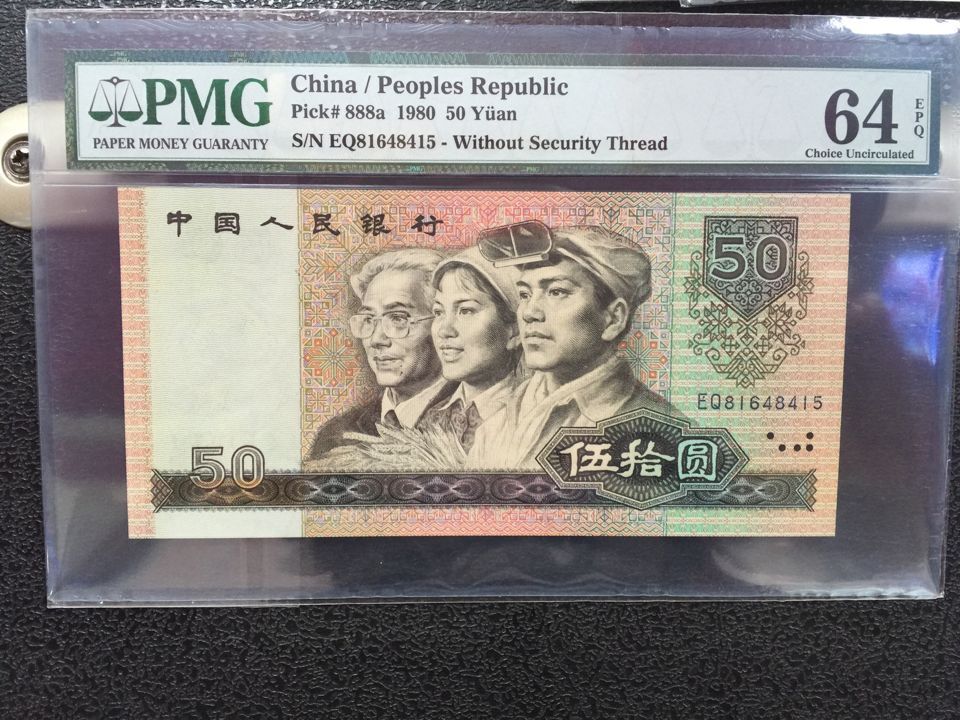 PMG
PAPER MONEY GUARANTY
China / Peoples Republic
Pick# 888a 1980 50 Yüan
S/N EQ81648415 - Without Security Thread
64 EPQ
Choice Uncirculated
中国人民银行
50
EQ81648415
50
伍拾圆